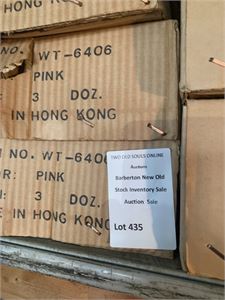 HONG KONG
NO. WT-6406
PINK
3 DOZ.
E IN HONG KONG
N NO. WT-6406
OR: PINK
N: 3 D
E IN HONG KONG
TWO OLD SOULS ONLINE
Auctions
Barberton New Old
Stock Inventory Sale
Auction Sale
Lot 435